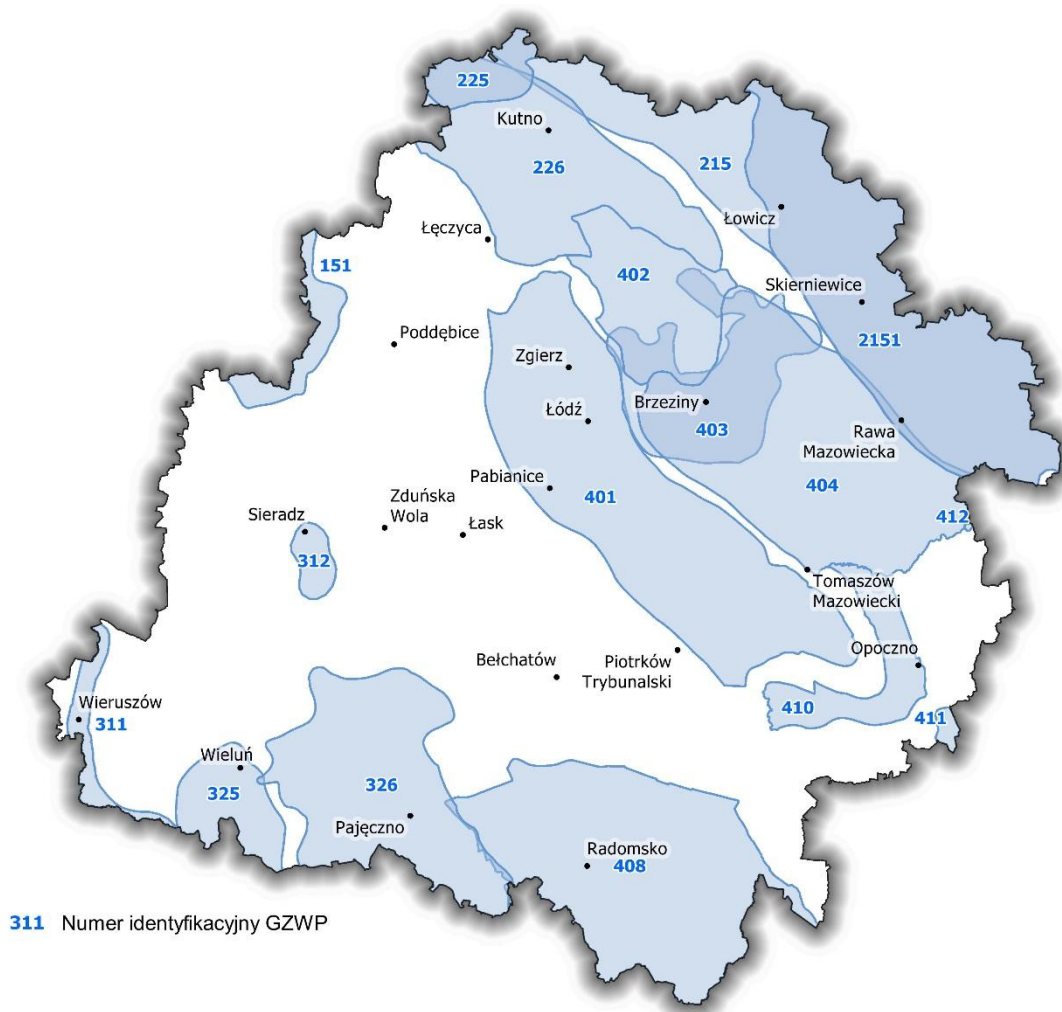 225
Kutno
226
215
Łowicz
Łęczyca
151
402
Skierniewice
Poddębice
2151
Zgierz
Brzeziny
Łódź
403
Rawa
Mazowiecka
Pabianice
401
404
Zduńska
Wola
Sieradz
Łask
412
312
Tomaszów
Mazowiecki
Opoczno
Bełchatów
Piotrków
Trybunalski
410
411
Wieruszów
311
Wieluń
325
326
Pajęczno
Radomsko
408
311 Numer identyfikacyjny GZWP